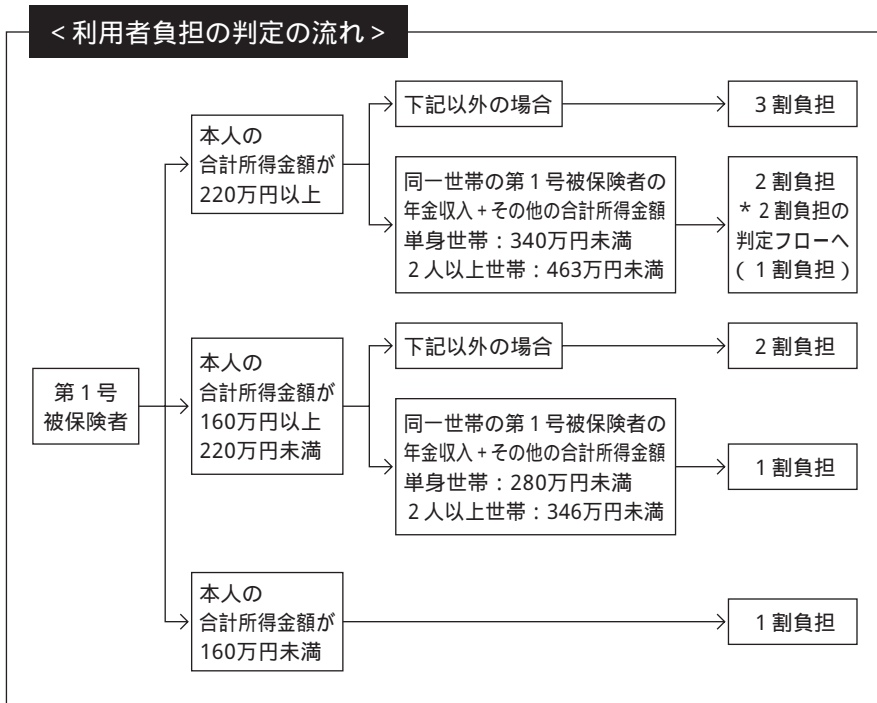 ＜利用者負担の判定の流れ＞
下記以外の場合
3割負担
本人の
合計所得金額が
220万円以上
同一世帯の第1号被保険者の
年金収入＋その他の合計所得金額
単身世帯：340万円未満
2人以上世帯：463万円未満
2割負担
*2割負担の
判定フローへ
(1割負担)
第1号
被保険者
本人の
合計所得金額が
160万円以上
220万円未満
下記以外の場合
2割負担
同一世帯の第1号被保険者の
年金収入＋その他の合計所得金額
単身世帯：280万円未満
2人以上世帯：346万円未満
1割負担
本人の
合計所得金額が
160万円未満
1割負担